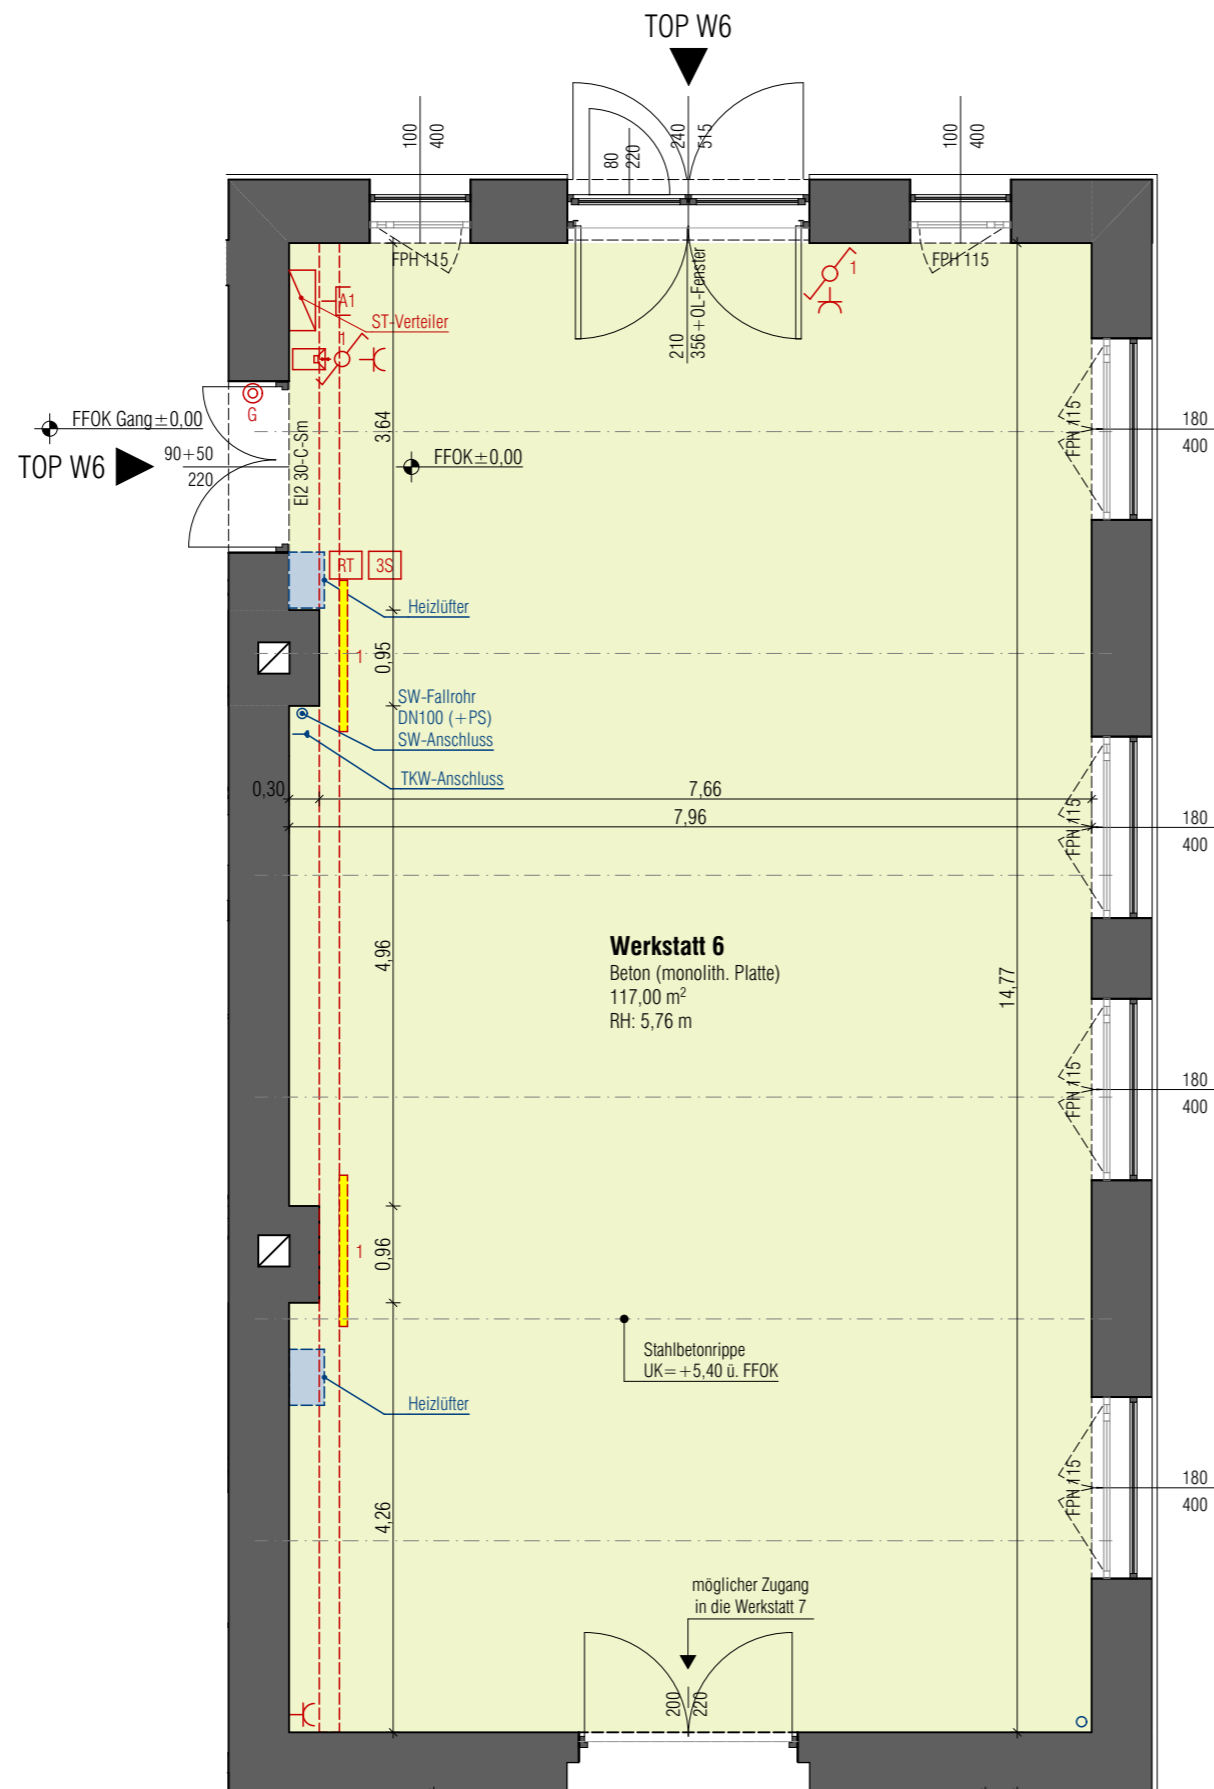 TOP W6
100
400
80
220
240
515
100
400
FPH 115
210
356+OL-Fenster
1
FPH 115
A1
ST-Verteiler
1
G
FFOK Gang±0,00
TOP W6
90+50
220
EI2 30-C-Sm
3,64
FFOK±0,00
FPH 115
180
400
RT
3S
Heizlüfter
1
0,95
SW-Fallrohr
DN100 (+PS)
SW-Anschluss
TKW-Anschluss
0,30
7,66
7,96
FPH 115
180
400
4,96
Werkstatt 6
Beton (monolith. Platte)
117,00 m²
RH: 5,76 m
14,77
FPH 115
180
400
1
0,96
Stahlbetonrippe
UK=+5,40 ü. FFOK
Heizlüfter
4,26
FPH 115
180
400
möglicher Zugang
in die Werkstatt 7
200
220